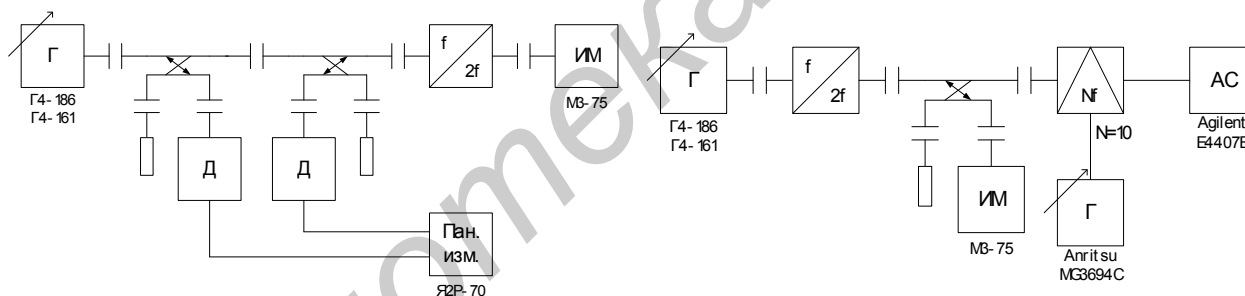 Г
Г4-186
Г4-161
Д
Д
f
2f
ИМ
М3-75
Пан.
изм.
Я2Р-70
Г
Г4-186
Г4-161
f
2f
ИМ
М3-75
Nf
N=10
Г
Anritsu
MG3694C
АС
Agilent
E4407B